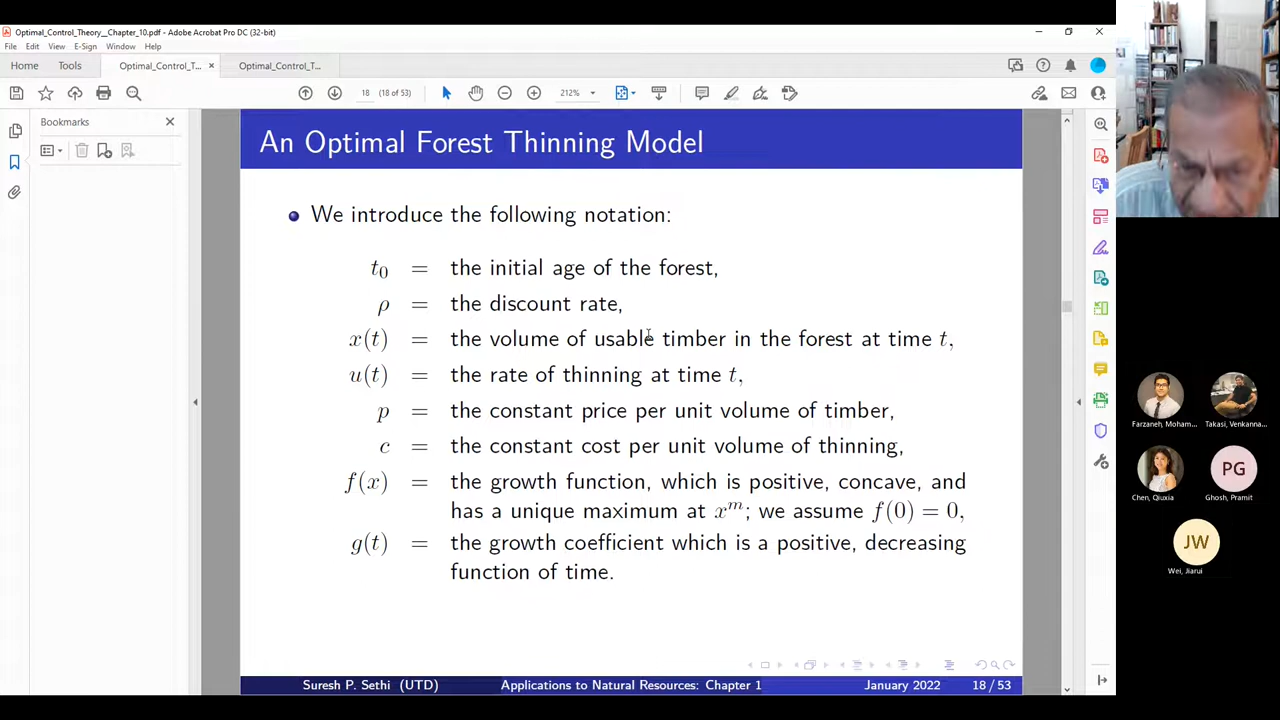 Optimal_Control_Theory__Chapter_10.pdf - Adobe Acrobat Pro DC (32-bit)
File Edit View E-Sign Window Help
Home Tools Optimal_Control_T... × Optimal_Control_T...
18 (18 of 53) 212%
Bookmarks
An Optimal Forest Thinning Model
We introduce the following notation:
t₀ = the initial age of the forest,
ρ = the discount rate,
x(t) = the volume of usable timber in the forest at time t,
u(t) = the rate of thinning at time t,
p = the constant price per unit volume of timber,
c = the constant cost per unit volume of thinning,
f(x) = the growth function, which is positive, concave, and
has a unique maximum at xᵐ; we assume f(0) = 0,
g(t) = the growth coefficient which is a positive, decreasing
function of time.
Suresh P. Sethi (UTD) Applications to Natural Resources: Chapter 1 January 2022 18 / 53
Farzaneh, Moham... Takasi, Venkanna...
PG
Chen, Qiuxia Ghosh, Pramit
JW
Wei, Jiarui